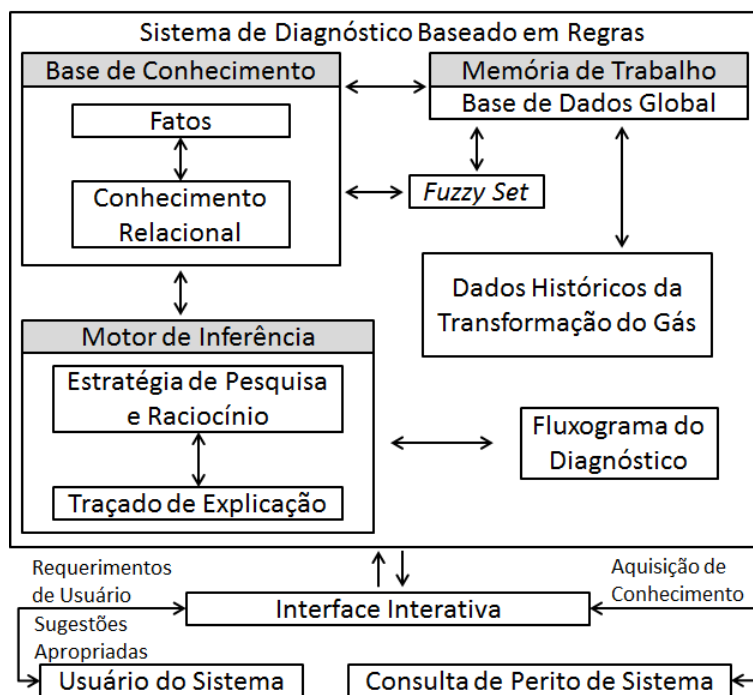 Sistema de Diagnóstico Baseado em Regras
Base de Conhecimento
Memória de Trabalho
Base de Dados Global
Fatos
Fuzzy Set
Conhecimento
Relacional
Dados Históricos da
Transformação do Gás
Motor de Inferência
Estratégia de Pesquisa
e Raciocínio
Fluxograma do
Diagnóstico
Traçado de Explicação
Requerimentos
de Usuário
Sugestões
Apropriadas
Aquisição de
Conhecimento
Interface Interativa
Usuário do Sistema
Consulta de Perito de Sistema